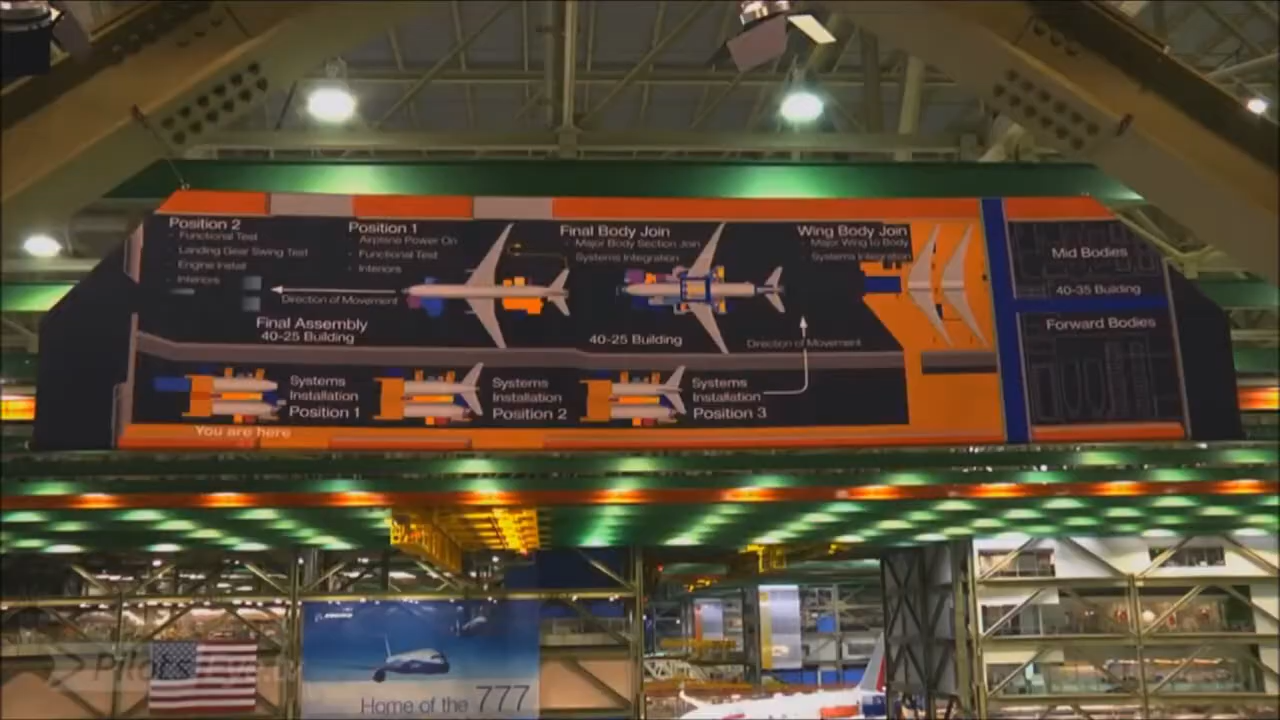 Position 2
Functional Test
Landing Gear Swing Test
Engine Install
Interiors
Position 1
Airplane Power On
Functional Test
Interiors
Final Body Join
Major Body Section Join
Systems Integration
Wing Body Join
Major Wing to Body
Systems Integration
Mid Bodies
40-35 Building
Forward Bodies
Direction of Movement
Final Assembly
40-25 Building
40-25 Building
Direction of Movement
Systems
Installation
Position 1
Systems
Installation
Position 2
Systems
Installation
Position 3
You are here
BOEING
Home of the 777
PilotsEYE.tv